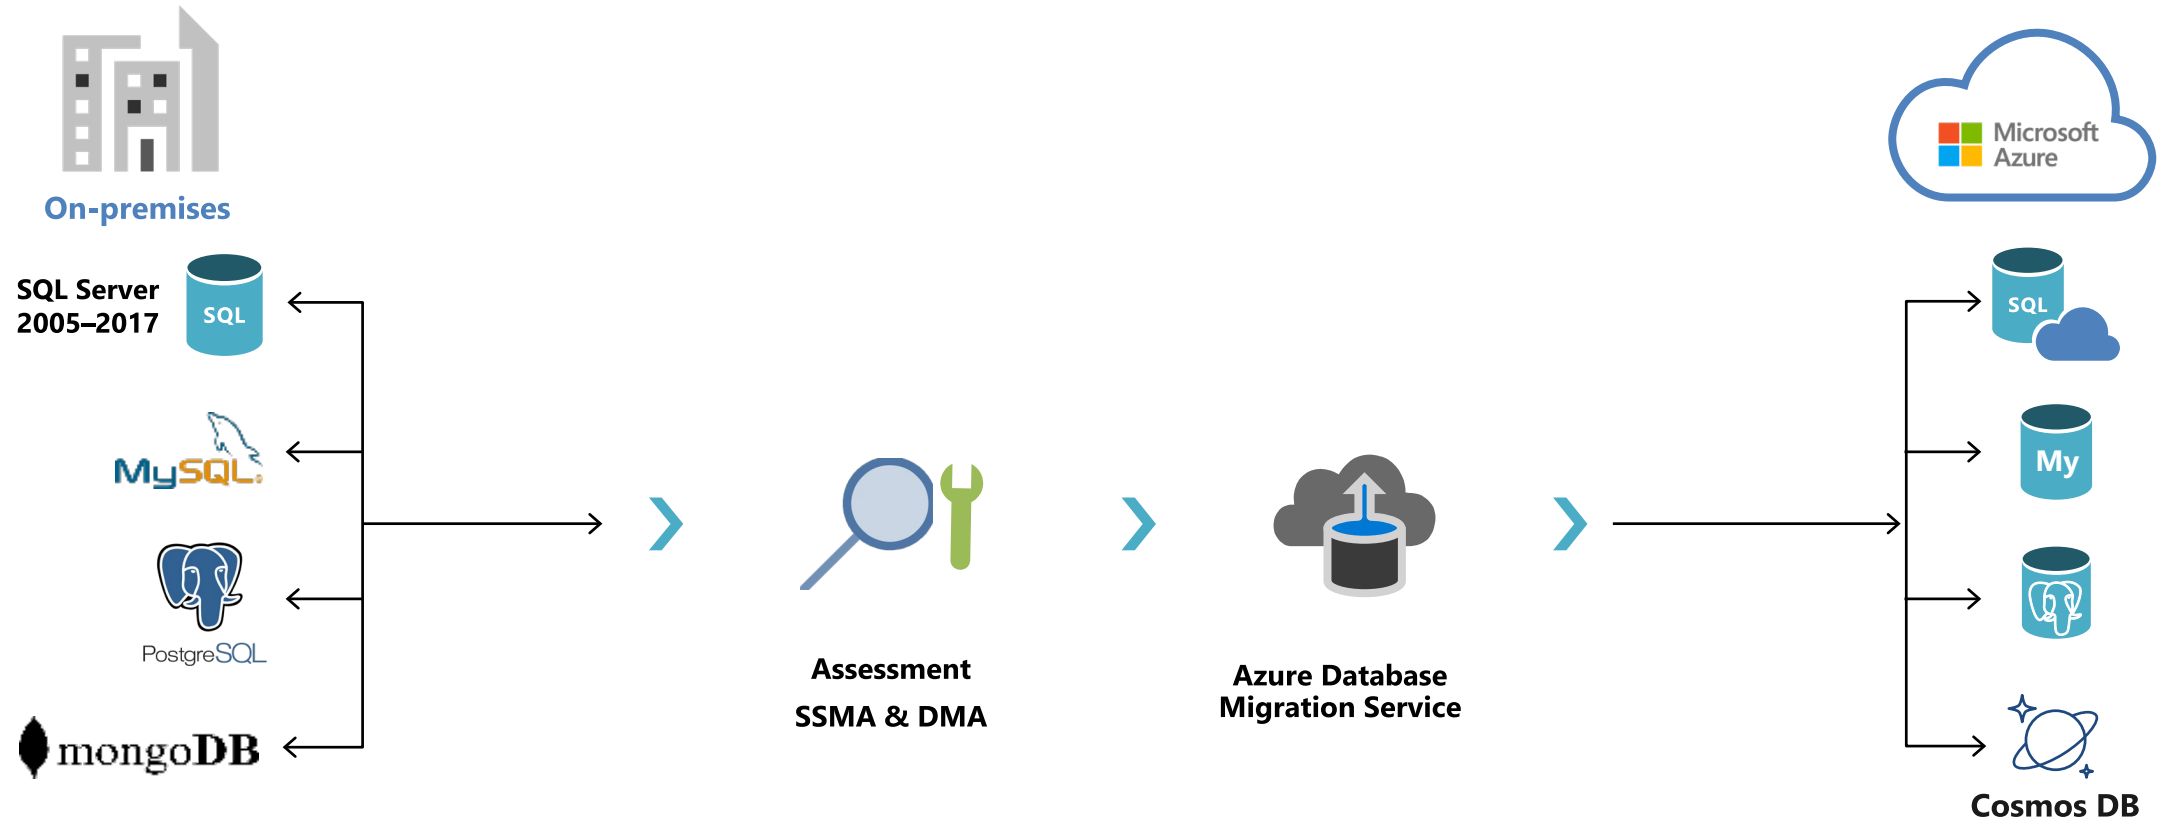 On-premises
SQL Server
2005–2017
SQL
MySQL
PostgreSQL
mongoDB
Assessment
SSMA & DMA
Azure Database
Migration Service
Microsoft
Azure
SQL
My
Cosmos DB